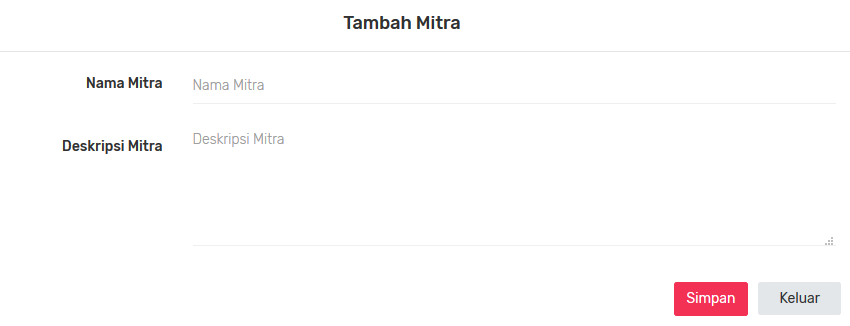 Tambah Mitra
Nama Mitra Nama Mitra
Deskripsi Mitra Deskripsi Mitra
Simpan Keluar